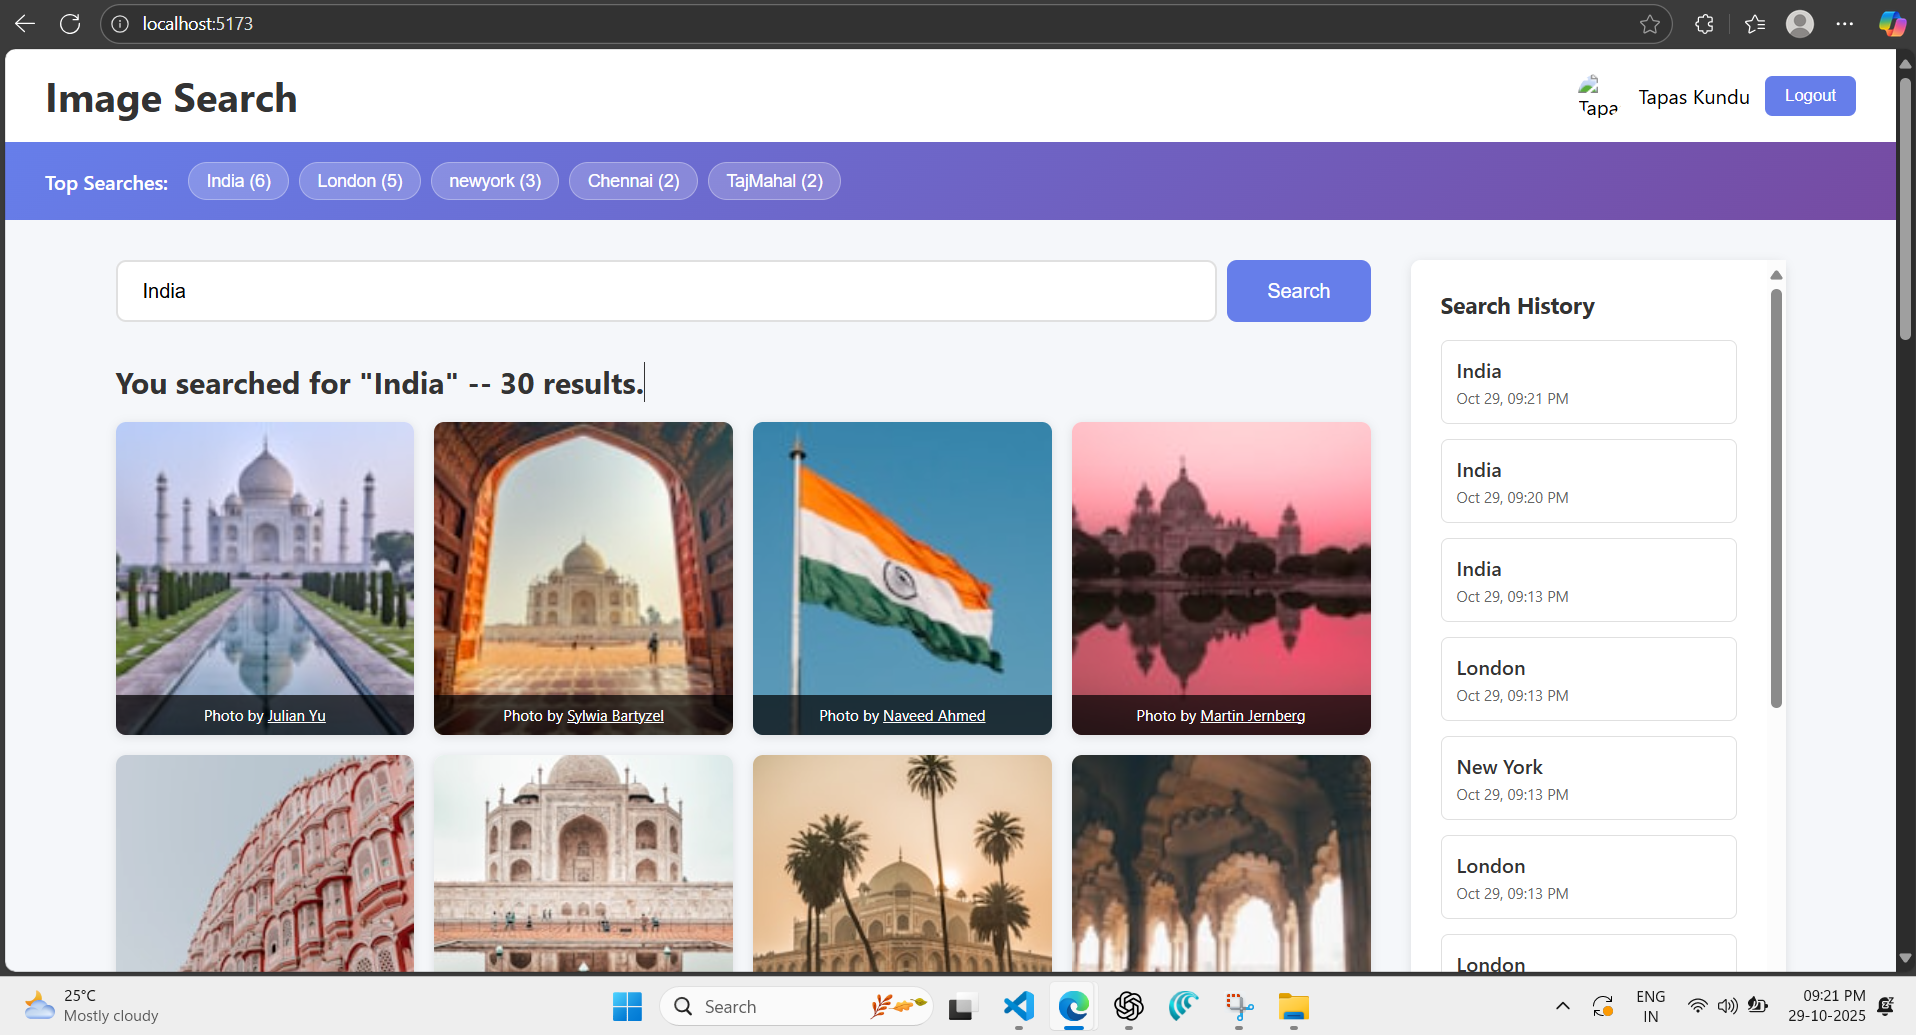 localhost:5173
Image Search
Tapa
Tapas Kundu
Logout
Top Searches:
India (6)
London (5)
newyork (3)
Chennai (2)
TajMahal (2)
India
Search
You searched for "India" -- 30 results.
Photo by Julian Yu
Photo by Sylwia Bartyzel
Photo by Naveed Ahmed
Photo by Martin Jernberg
Search History
India
Oct 29, 09:21 PM
India
Oct 29, 09:20 PM
India
Oct 29, 09:13 PM
London
Oct 29, 09:13 PM
New York
Oct 29, 09:13 PM
London
Oct 29, 09:13 PM
London
25°C
Mostly cloudy
Search
ENG
IN
09:21 PM
29-10-2025